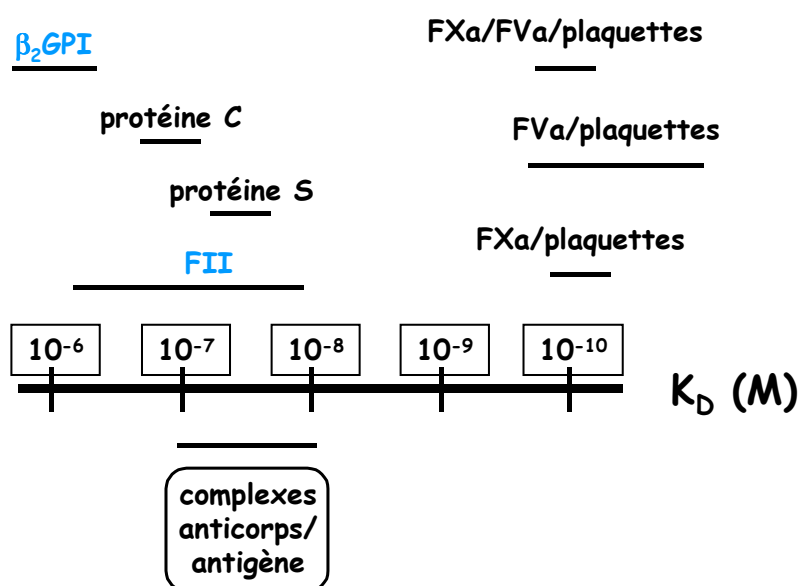 β₂GPI
FXa/FVa/plaquettes
protéine C
FVa/plaquettes
protéine S
FXa/plaquettes
FII
10⁻⁶ 10⁻⁷ 10⁻⁸ 10⁻⁹ 10⁻¹⁰
K_D (M)
complexes
anticorps/
antigène